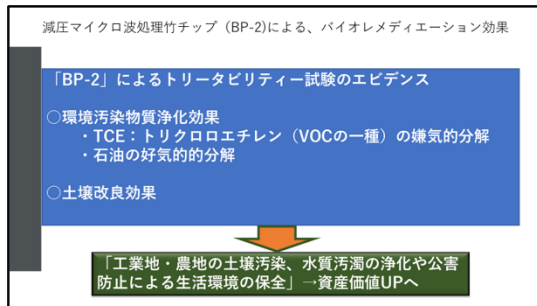 減圧マイクロ波処理竹チップ（BP-2)による、バイオレメディエーション効果
「BP-2」によるトリータビリティー試験のエビデンス
○環境汚染物質浄化効果
・TCE：トリクロロエチレン（VOCの一種）の嫌気的分解
・石油の好気的的分解
○土壌改良効果
「工業地・農地の土壌汚染、水質汚濁の浄化や公害
防止による生活環境の保全」→資産価値UPへ